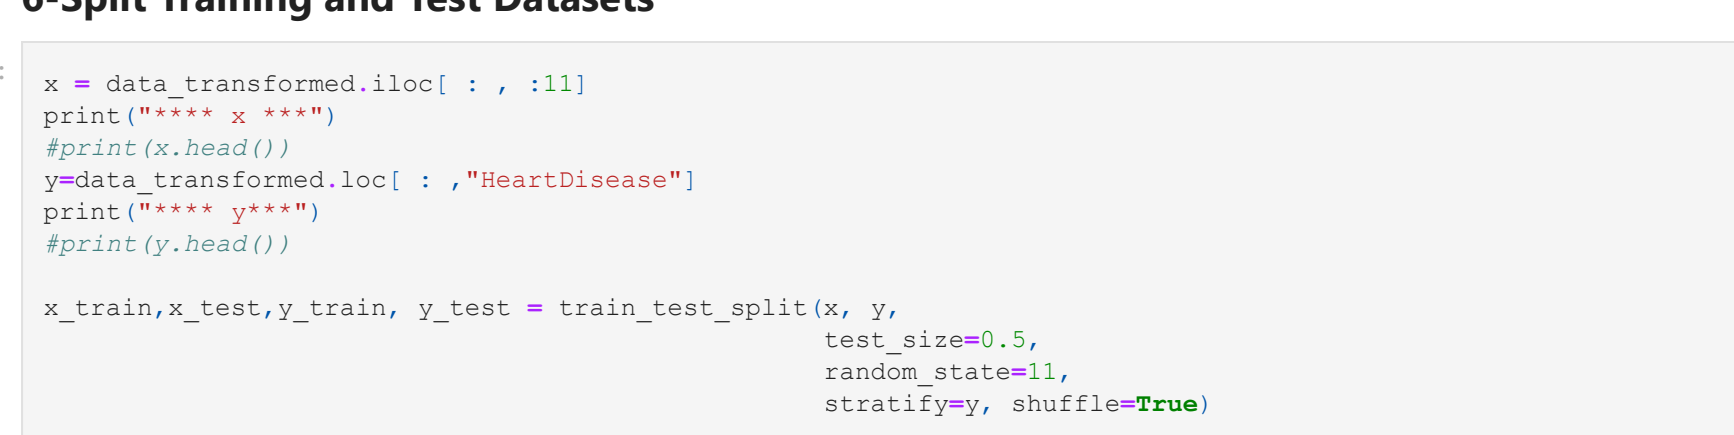 6-Split Training and Test Datasets
:
x = data_transformed.iloc[ : , :11]
print("**** x ***")
#print(x.head())
y=data_transformed.loc[ : ,"HeartDisease"]
print("**** y***")
#print(y.head())
x_train,x_test,y_train, y_test = train_test_split(x, y,
test_size=0.5,
random_state=11,
stratify=y, shuffle=True)